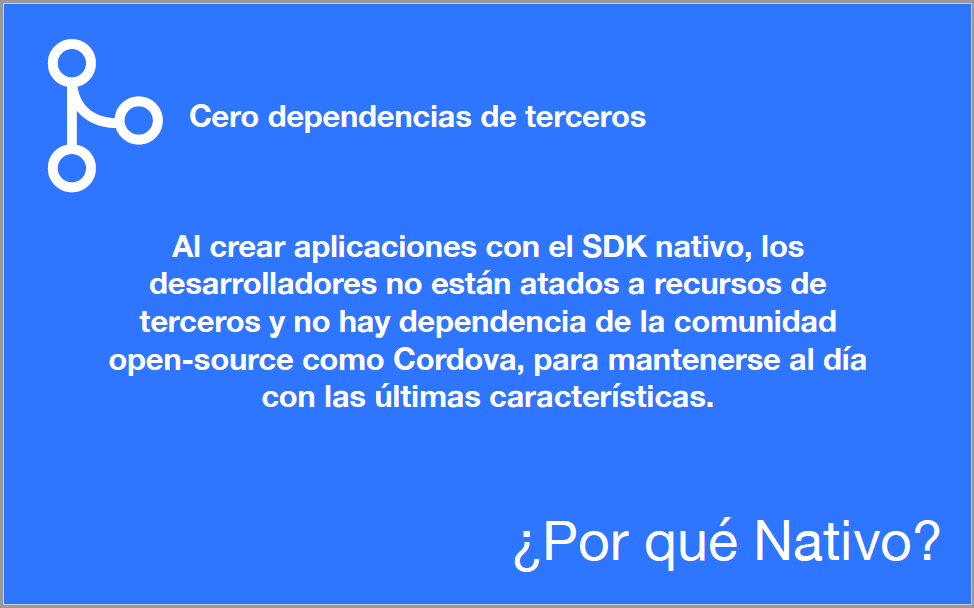 Cero dependencias de terceros
Al crear aplicaciones con el SDK nativo, los
desarrolladores no están atados a recursos de
terceros y no hay dependencia de la comunidad
open-source como Cordova, para mantenerse al día
con las últimas características.
¿Por qué Nativo?